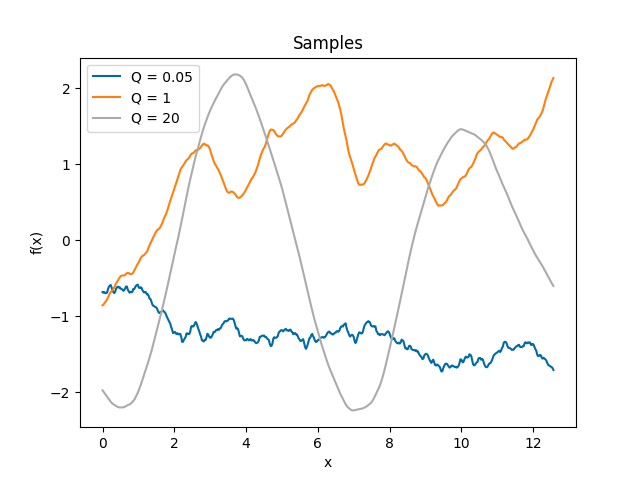 Samples
Q = 0.05
Q = 1
Q = 20
f(x)
2
1
0
−1
−2
0 2 4 6 8 10 12
x